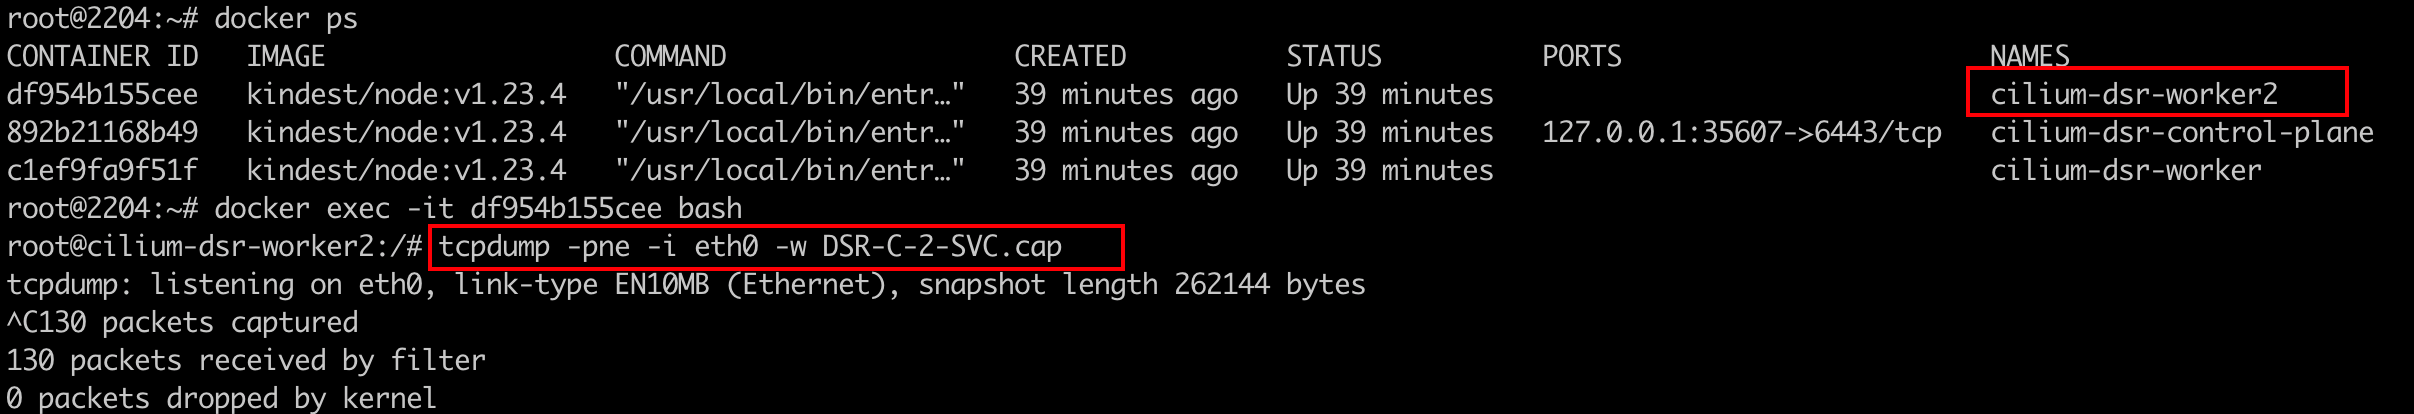 root@2204:~# docker ps
CONTAINER ID   IMAGE                  COMMAND                  CREATED          STATUS          PORTS                       NAMES
df954b155cee   kindest/node:v1.23.4   "/usr/local/bin/entr…"   39 minutes ago   Up 39 minutes                               cilium-dsr-worker2
892b21168b49   kindest/node:v1.23.4   "/usr/local/bin/entr…"   39 minutes ago   Up 39 minutes   127.0.0.1:35607->6443/tcp   cilium-dsr-control-plane
c1ef9fa9f51f   kindest/node:v1.23.4   "/usr/local/bin/entr…"   39 minutes ago   Up 39 minutes                               cilium-dsr-worker
root@2204:~# docker exec -it df954b155cee bash
root@cilium-dsr-worker2:/# tcpdump -pne -i eth0 -w DSR-C-2-SVC.cap
tcpdump: listening on eth0, link-type EN10MB (Ethernet), snapshot length 262144 bytes
^C130 packets captured
130 packets received by filter
0 packets dropped by kernel